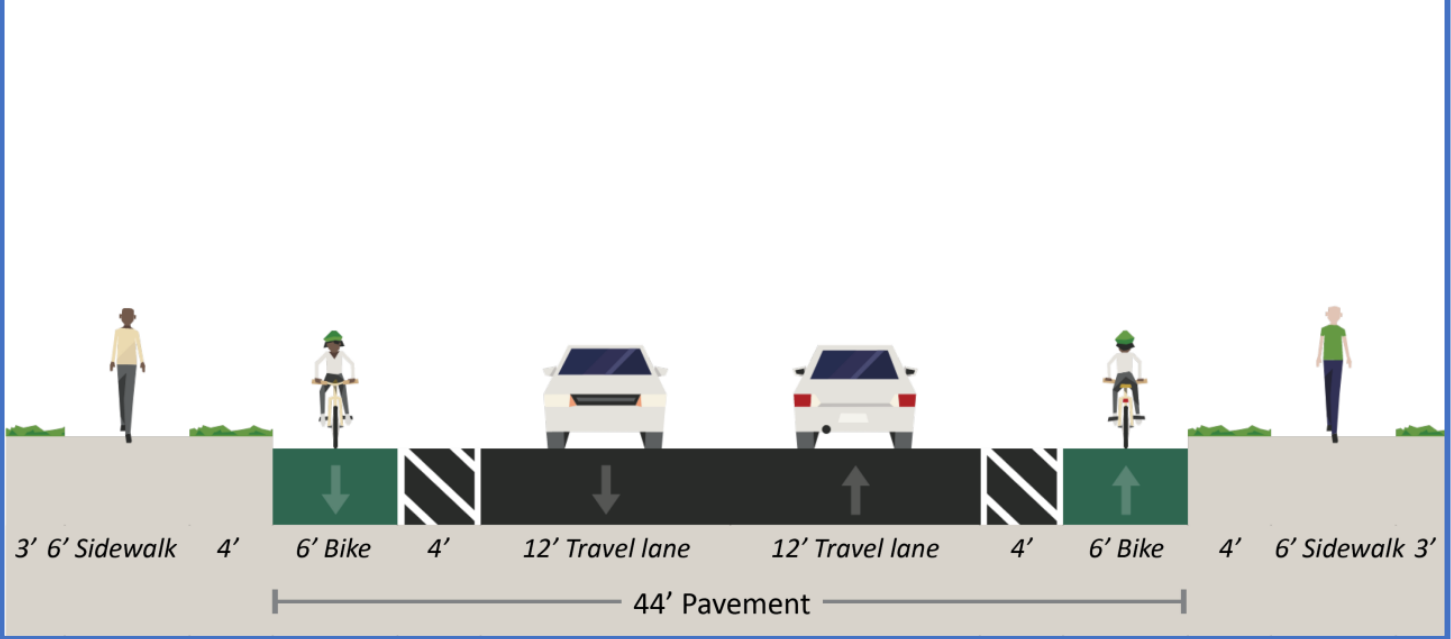 3’ 6’ Sidewalk 4’ 6’ Bike 4’ 12’ Travel lane 12’ Travel lane 4’ 6’ Bike 4’ 6’ Sidewalk 3’
44’ Pavement